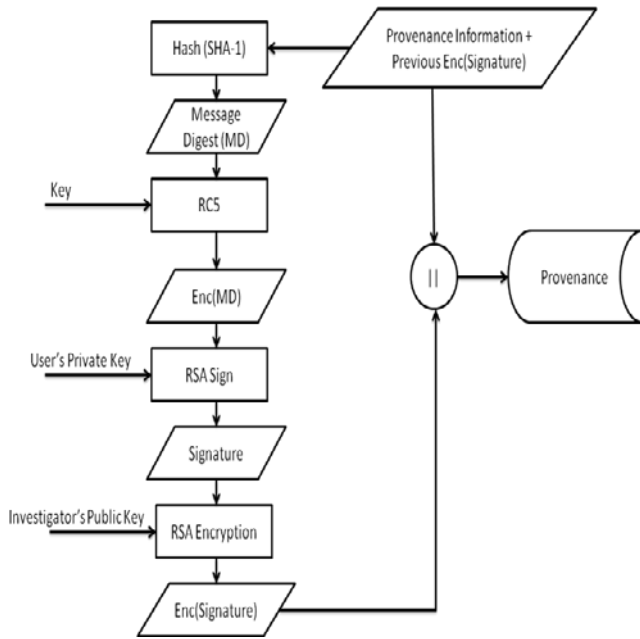 Hash (SHA-1)
Provenance Information +
Previous Enc(Signature)
Message
Digest (MD)
Key
RC5
||
Provenance
Enc(MD)
User's Private Key
RSA Sign
Signature
Investigator's Public Key
RSA Encryption
Enc(Signature)